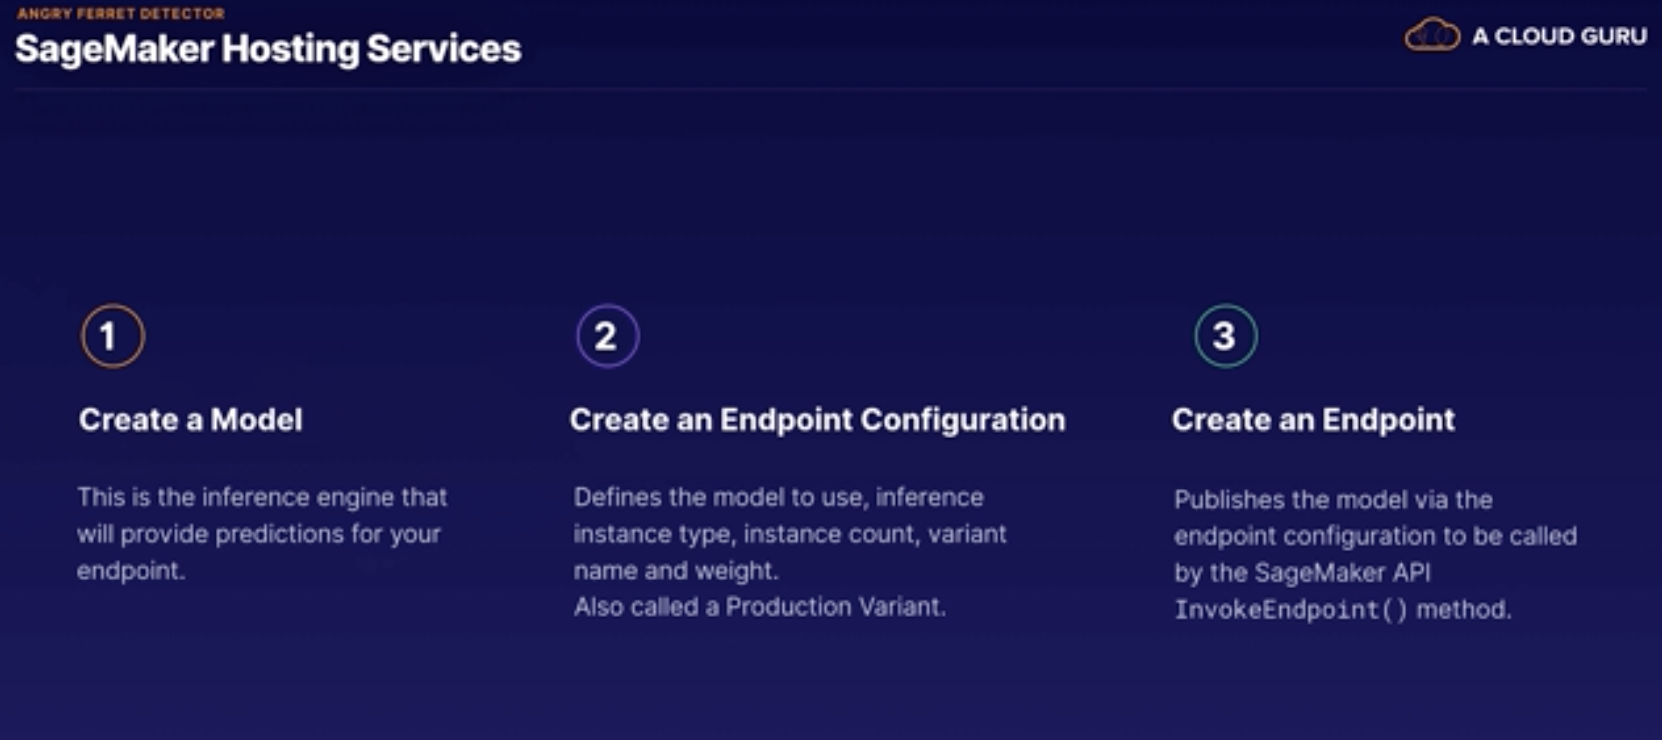 ANGRY FERRET DETECTOR
SageMaker Hosting Services
A CLOUD GURU
1
Create a Model
This is the inference engine that
will provide predictions for your
endpoint.
2
Create an Endpoint Configuration
Defines the model to use, inference
instance type, instance count, variant
name and weight.
Also called a Production Variant.
3
Create an Endpoint
Publishes the model via the
endpoint configuration to be called
by the SageMaker API
InvokeEndpoint() method.